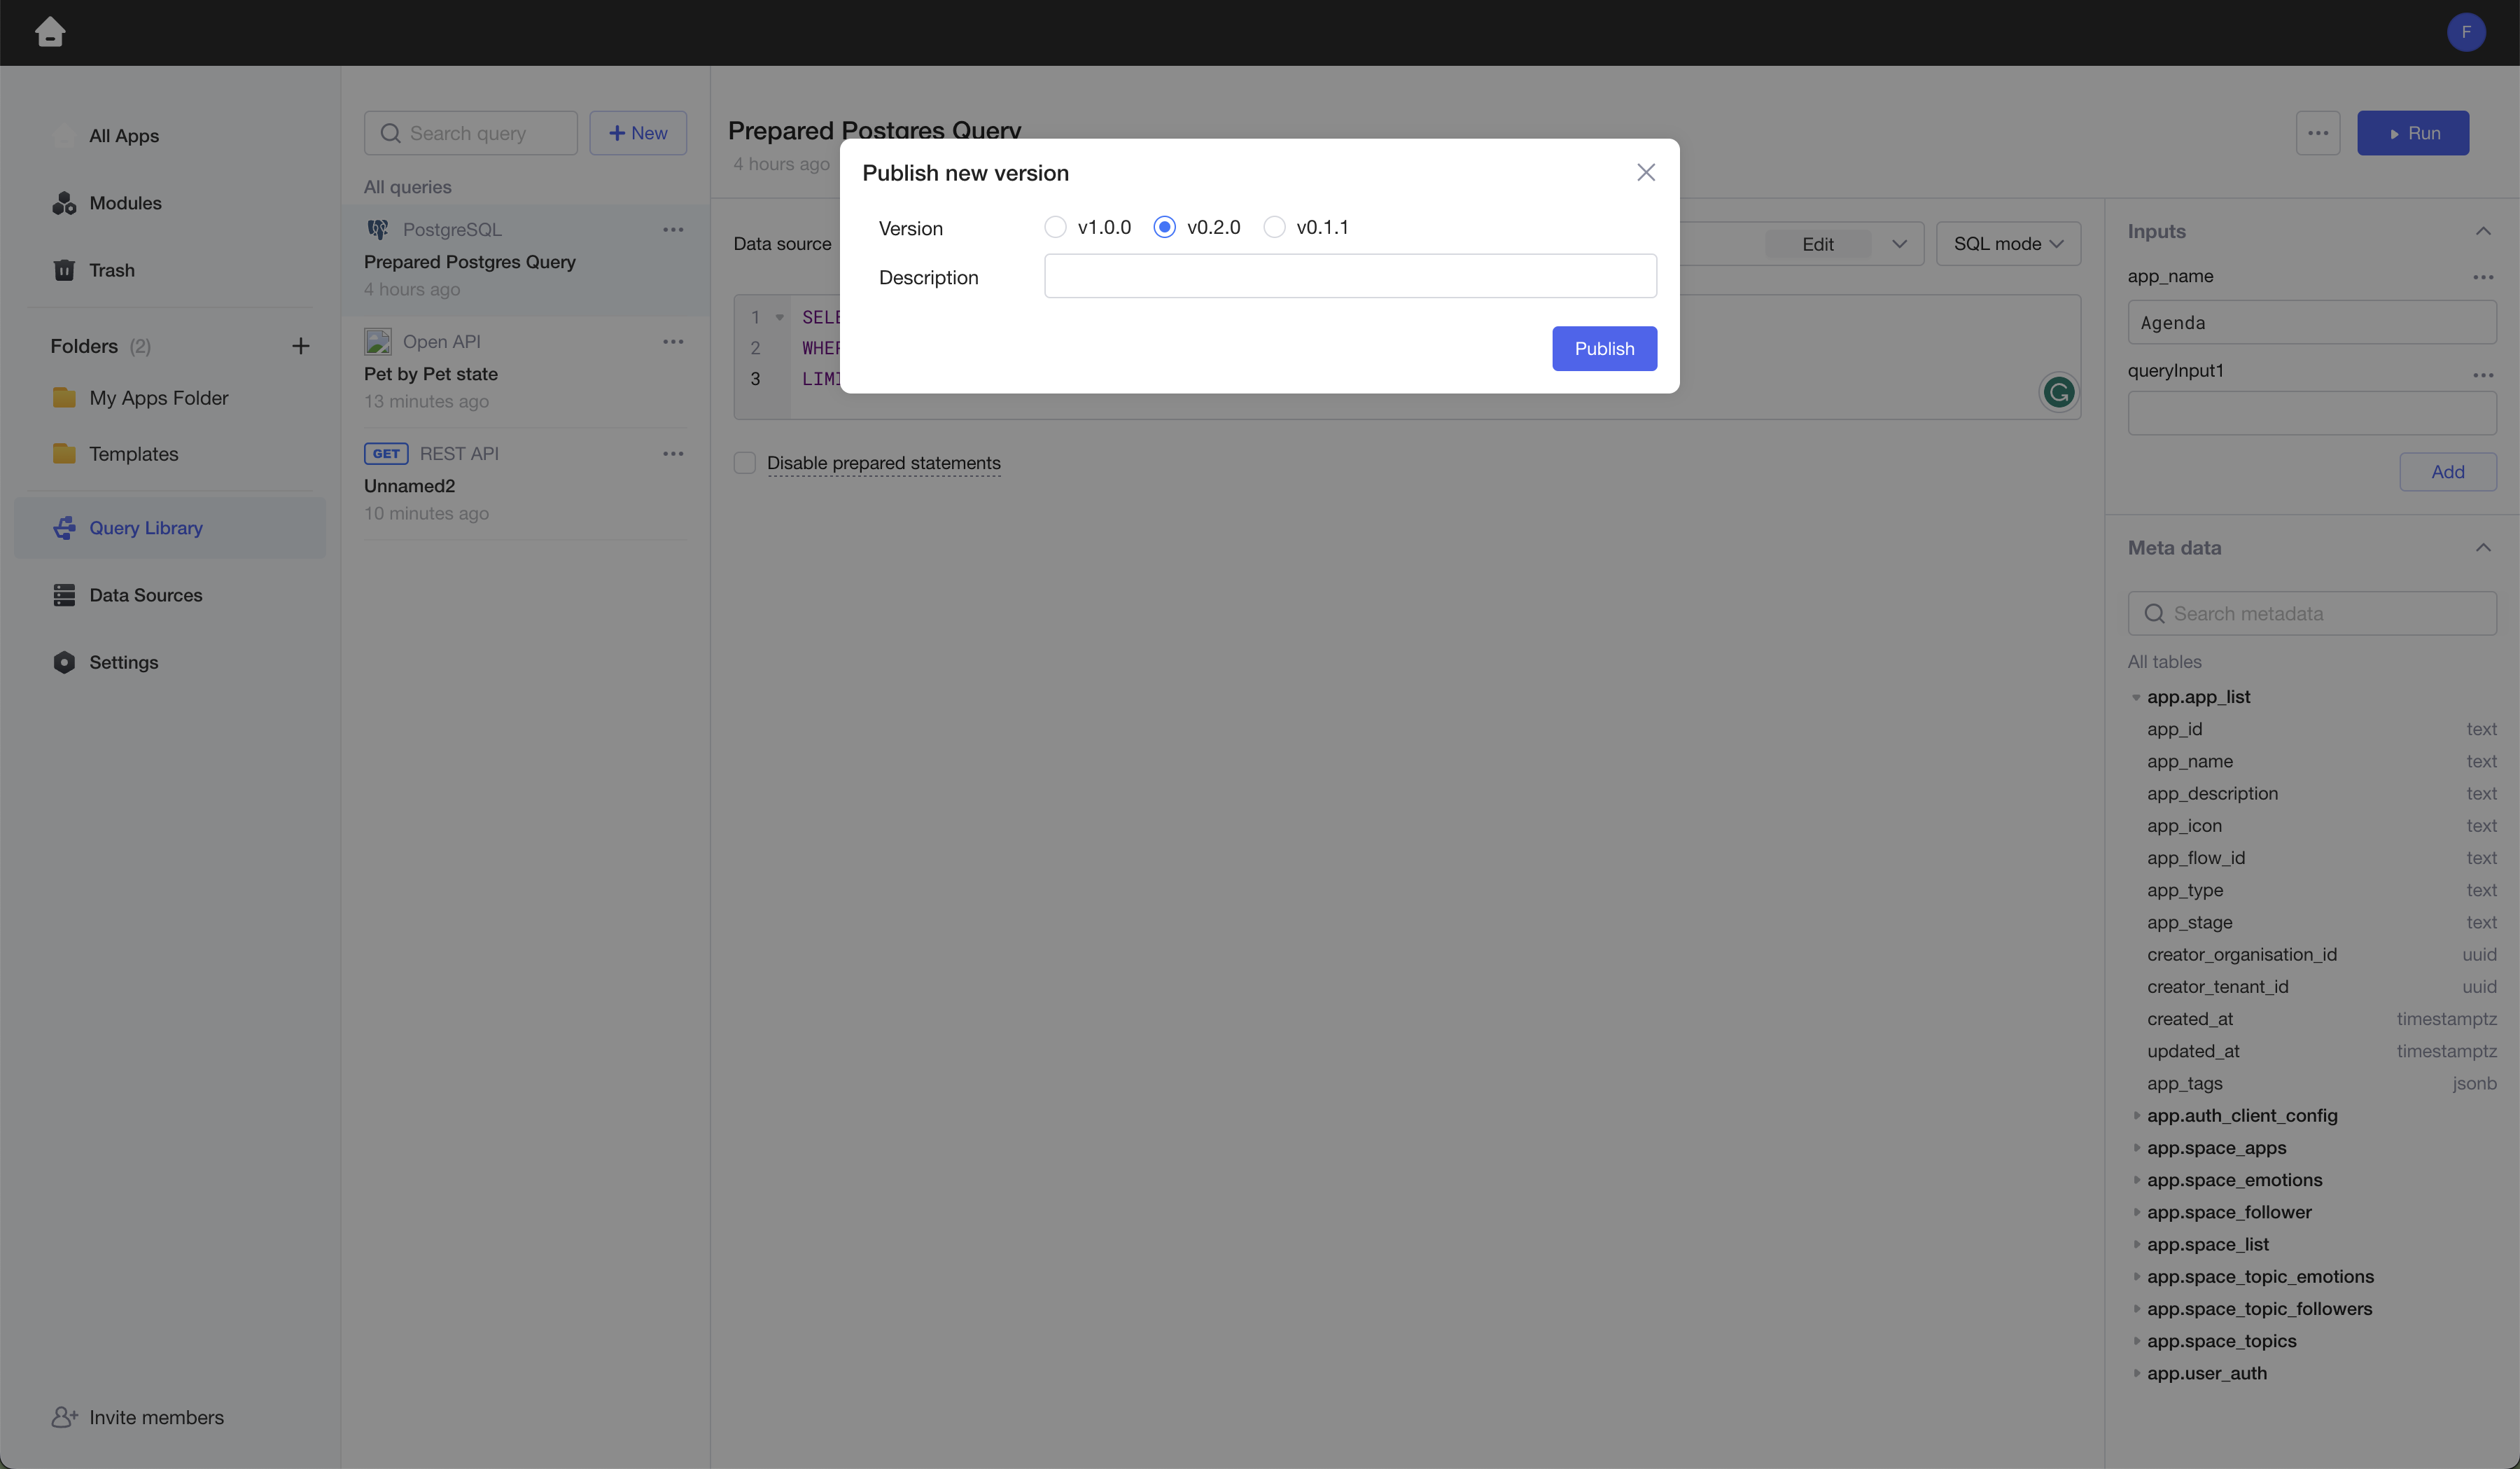 F
All Apps
Modules
Trash
Folders (2)
My Apps Folder
Templates
Query Library
Data Sources
Settings
Invite members
Search query
New
All queries
PostgreSQL
Prepared Postgres Query
4 hours ago
Open API
Pet by Pet state
13 minutes ago
GET REST API
Unnamed2
10 minutes ago
Prepared Postgres Query
4 hours ago
Run
Data source
Edit
SQL mode
1
2
3
Disable prepared statements
Publish new version
Version v1.0.0 v0.2.0 v0.1.1
Description
Publish
Inputs
app_name
Agenda
queryInput1
Add
Meta data
Search metadata
All tables
app.app_list
app_id text
app_name text
app_description text
app_icon text
app_flow_id text
app_type text
app_stage text
creator_organisation_id uuid
creator_tenant_id uuid
created_at timestamptz
updated_at timestamptz
app_tags jsonb
app.auth_client_config
app.space_apps
app.space_emotions
app.space_follower
app.space_list
app.space_topic_emotions
app.space_topic_followers
app.space_topics
app.user_auth